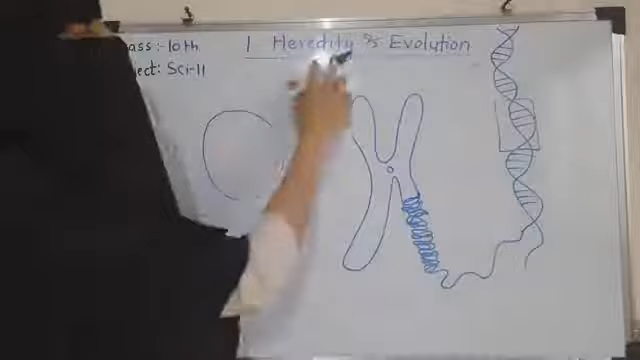 ass :- 10th
1 Heredity & Evolution
ject: Sci-II